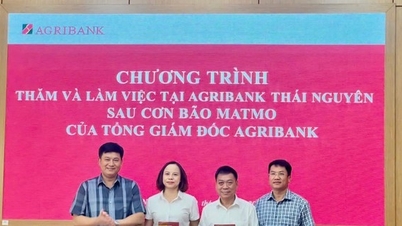 AGRIBANK
CHƯƠNG TRÌNH
THĂM VÀ LÀM VIỆC TẠI AGRIBANK THÁI NGUYÊN
SAU CƠN BÃO MATMO
CỦA TỔNG GIÁM ĐỐC AGRIBANK